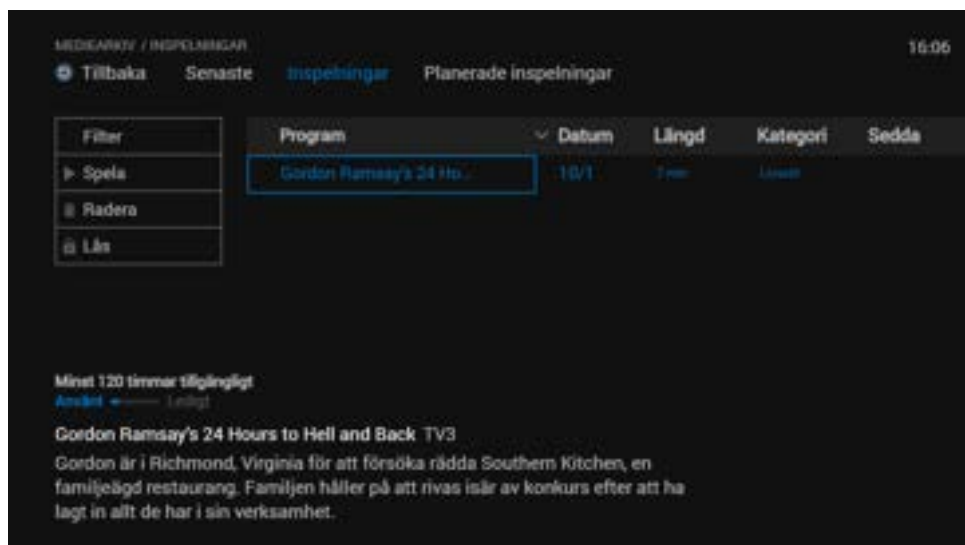 MEDIEARKIV / INSPELNINGAR
16:06
Tillbaka Senaste Inspelningar Planerade inspelningar
Filter
Spela
Radera
Lås
Program Datum Längd Kategori Sedda
Gordon Ramsay's 24 Ho... 10/1 7 min
Minst 120 timmar tillgängligt
Använt Ledigt
Gordon Ramsay's 24 Hours to Hell and Back TV3
Gordon är i Richmond, Virginia för att försöka rädda Southern Kitchen, en
familjeägd restaurang. Familjen håller på att rivas isär av konkurs efter att ha
lagt in allt de har i sin verksamhet.